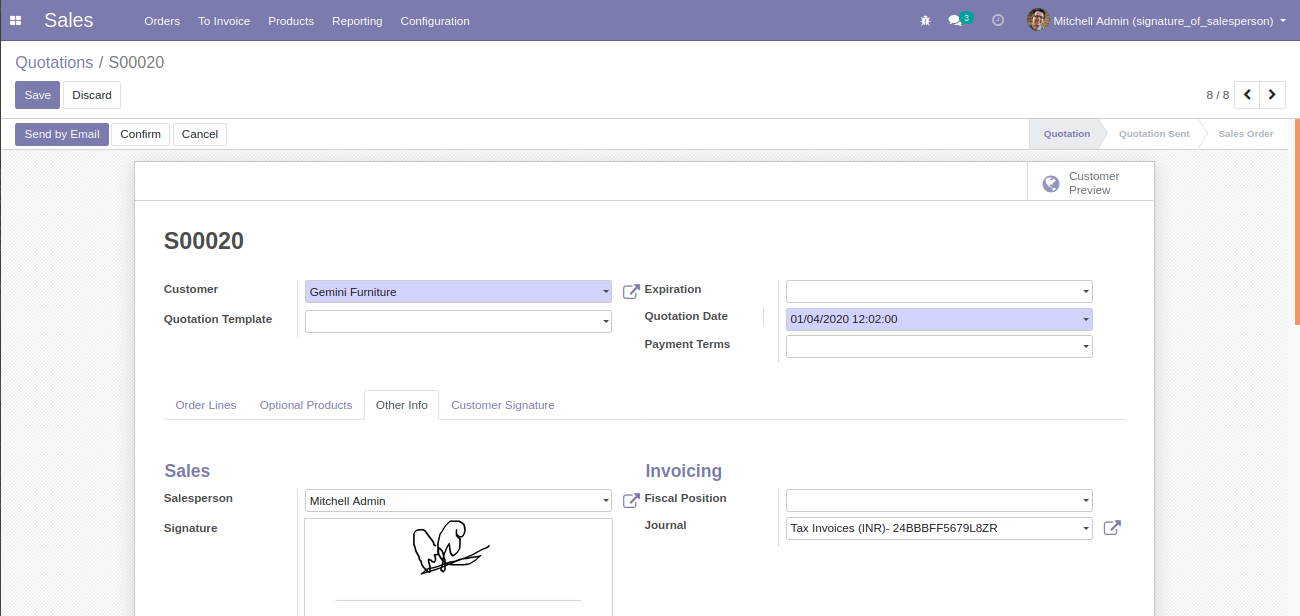 Sales Orders To Invoice Products Reporting Configuration 3 Mitchell Admin (signature_of_salesperson)
Quotations / S00020
Save Discard 8 / 8
Send by Email Confirm Cancel Quotation Quotation Sent Sales Order
Customer
Preview
S00020
Customer Gemini Furniture Expiration
Quotation Template Quotation Date 01/04/2020 12:02:00
Payment Terms
Order Lines Optional Products Other Info Customer Signature
Sales Invoicing
Salesperson Mitchell Admin Fiscal Position
Signature Journal Tax Invoices (INR)- 24BBBFF5679L8ZR